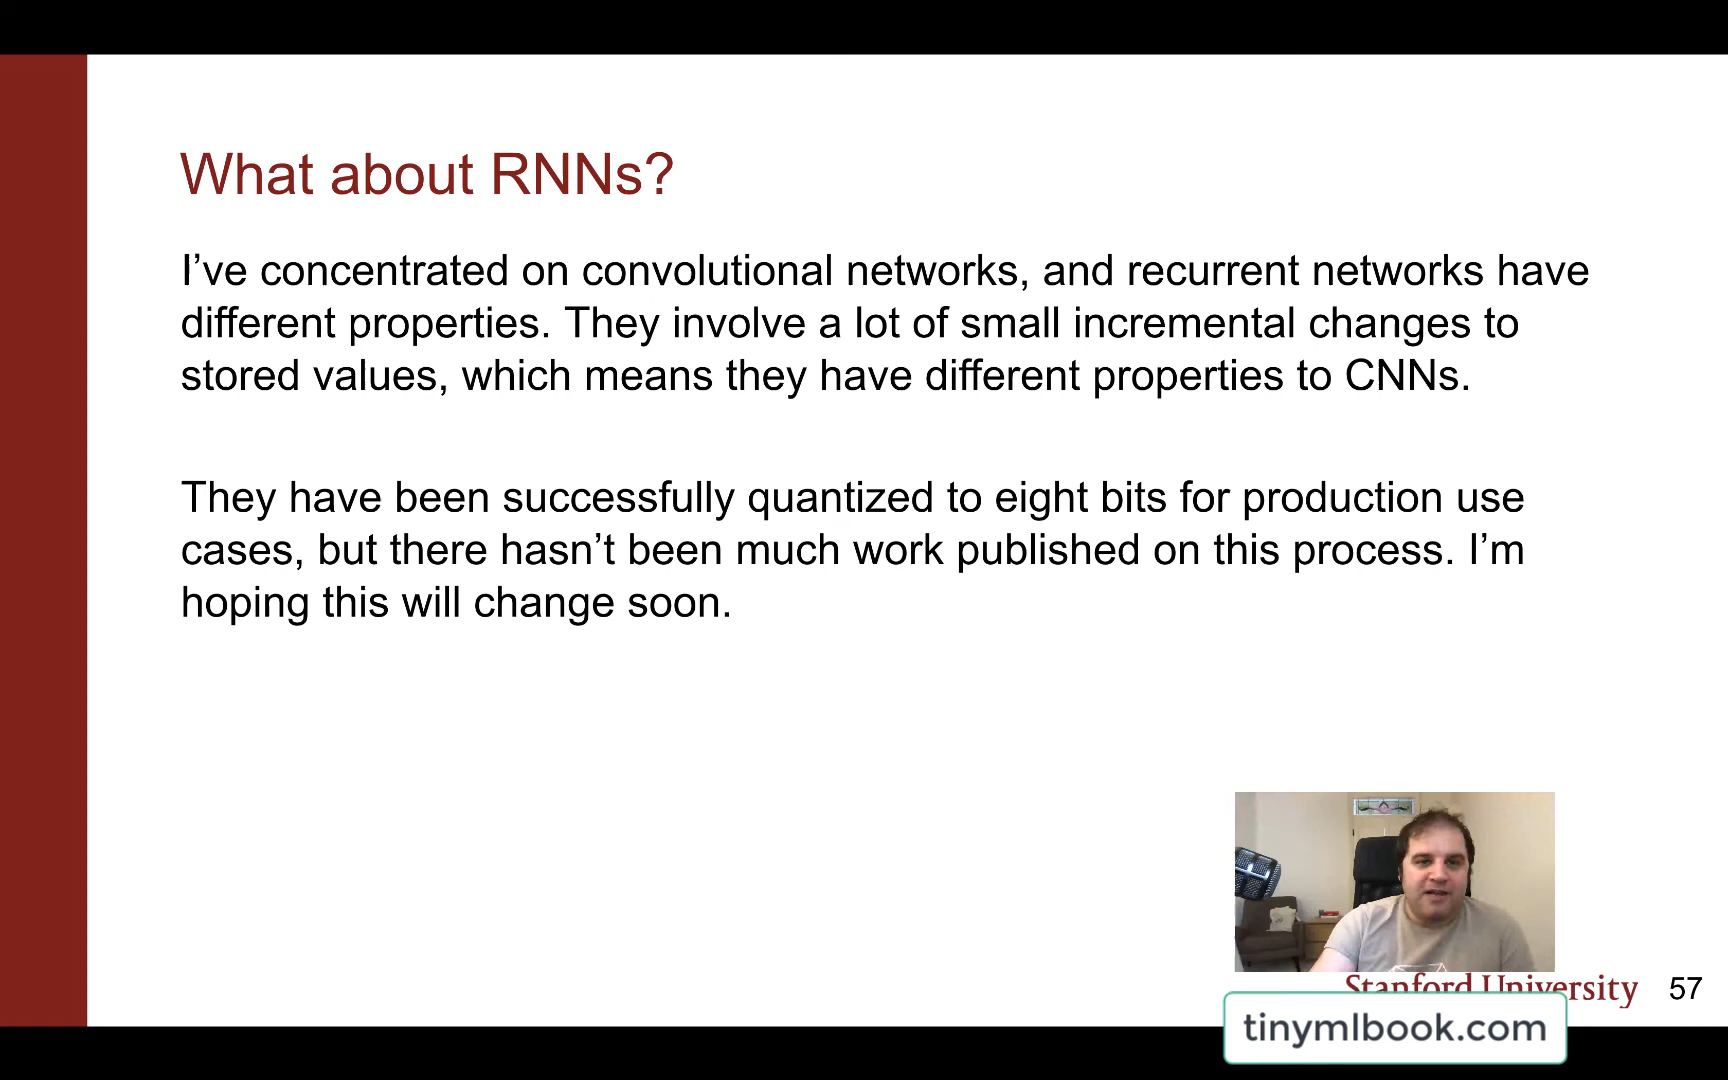 What about RNNs?
I’ve concentrated on convolutional networks, and recurrent networks have
different properties. They involve a lot of small incremental changes to
stored values, which means they have different properties to CNNs.
They have been successfully quantized to eight bits for production use
cases, but there hasn’t been much work published on this process. I’m
hoping this will change soon.
Stanford University
57
tinymlbook.com